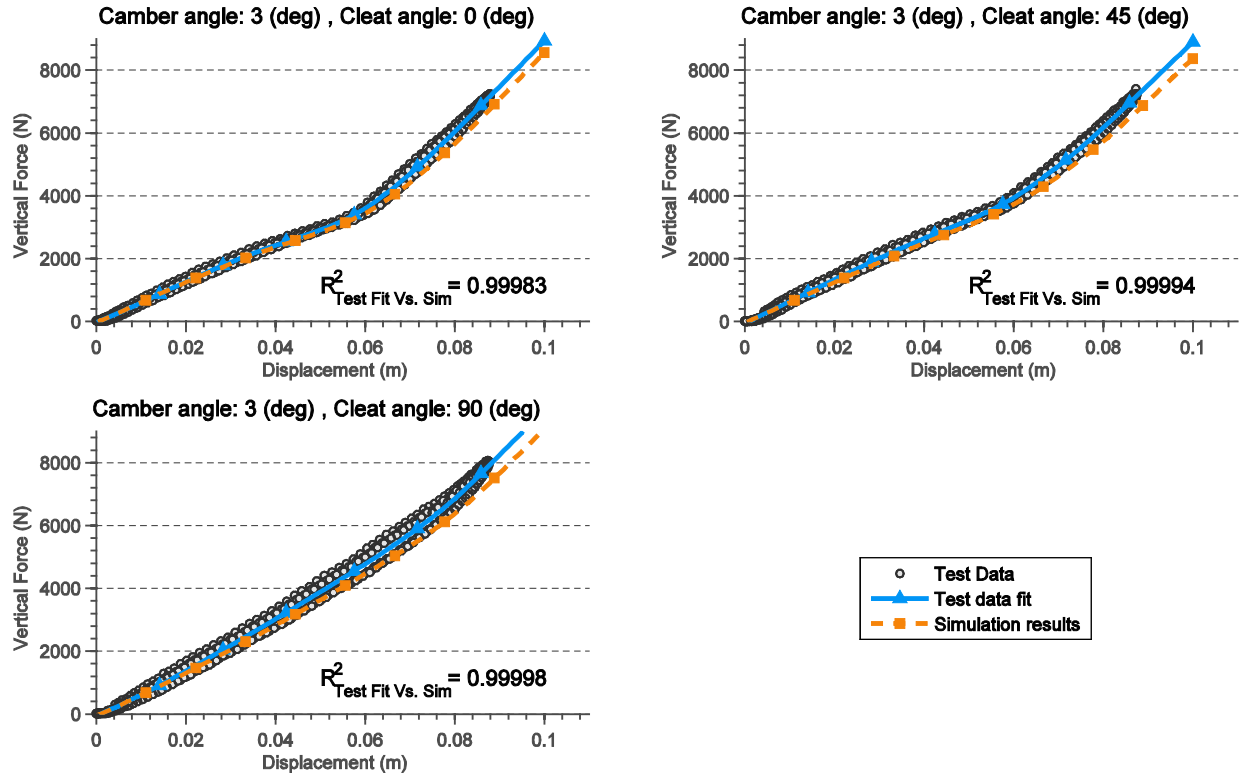 Camber angle: 3 (deg) , Cleat angle: 0 (deg)
Vertical Force (N)
8000
6000
4000
2000
0
R²Test Fit Vs. Sim = 0.99983
0 0.02 0.04 0.06 0.08 0.1
Displacement (m)
Camber angle: 3 (deg) , Cleat angle: 45 (deg)
Vertical Force (N)
8000
6000
4000
2000
0
R²Test Fit Vs. Sim = 0.99994
0 0.02 0.04 0.06 0.08 0.1
Displacement (m)
Camber angle: 3 (deg) , Cleat angle: 90 (deg)
Vertical Force (N)
8000
6000
4000
2000
0
R²Test Fit Vs. Sim = 0.99998
0 0.02 0.04 0.06 0.08 0.1
Displacement (m)
Test Data
Test data fit
Simulation results